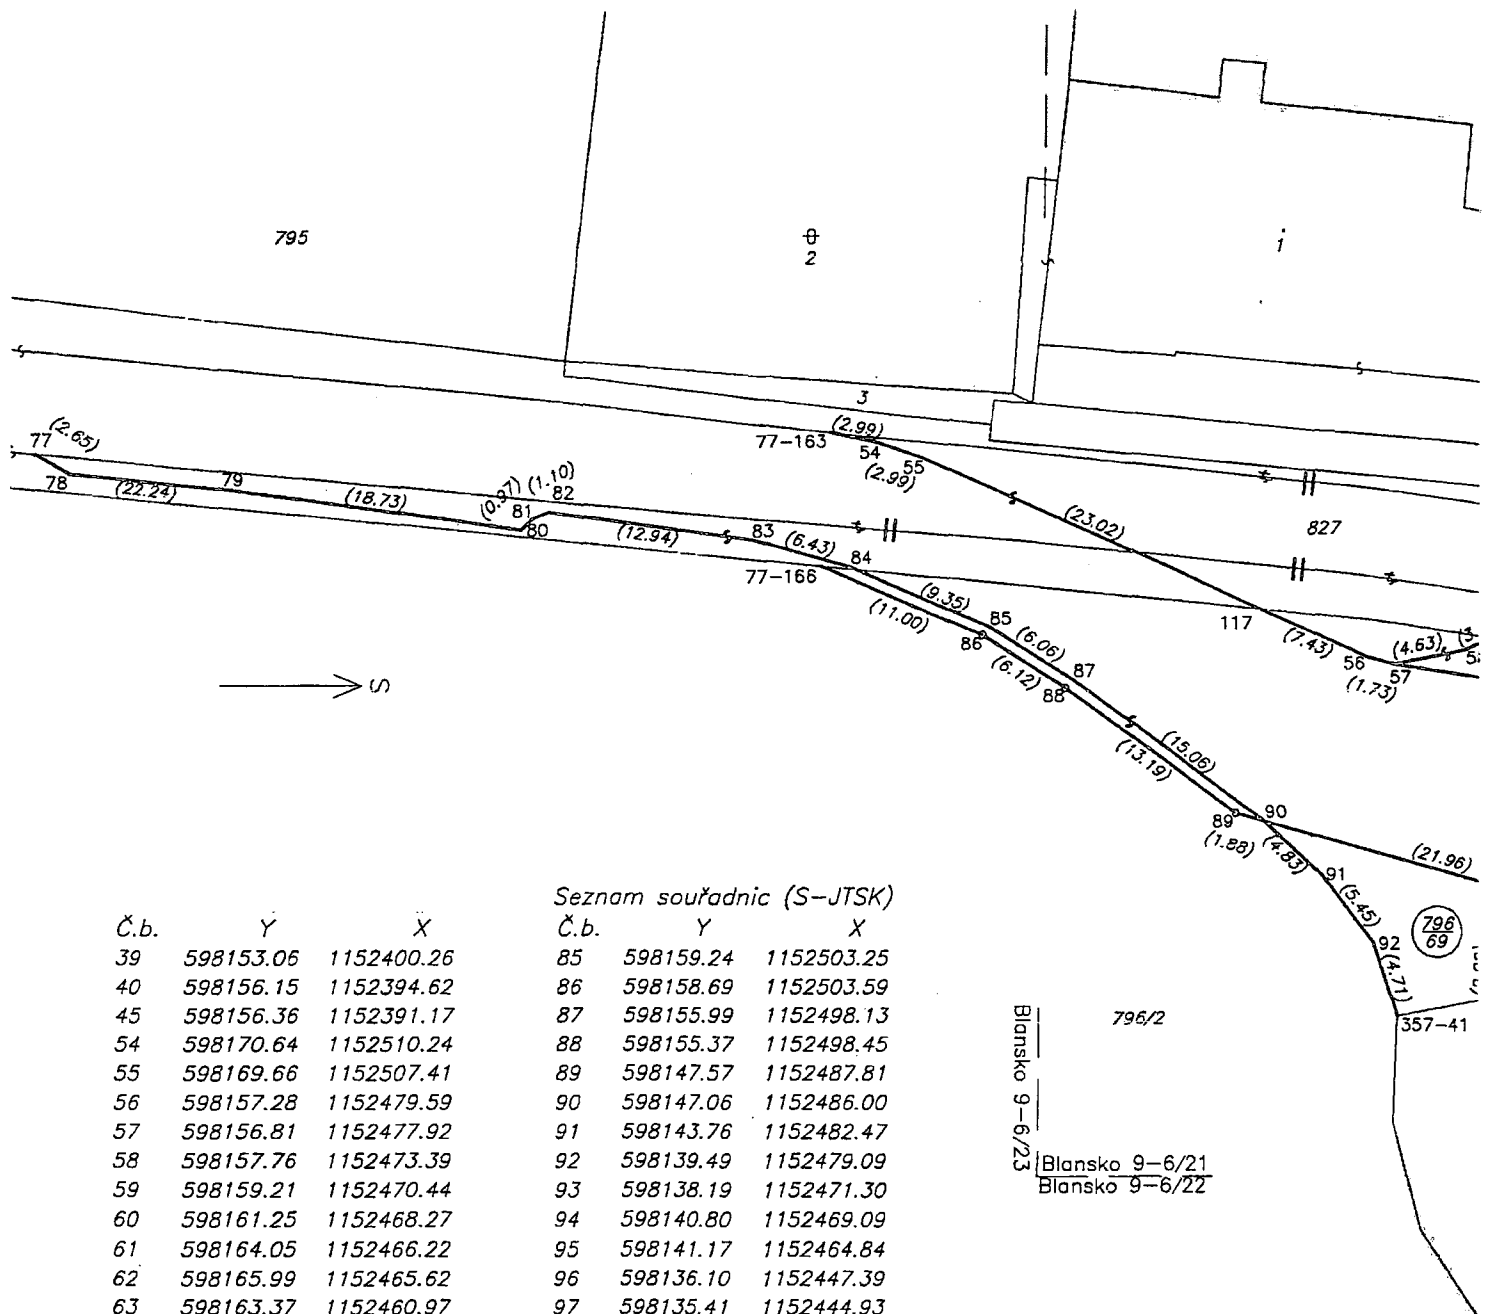 795
0
2
i
3
77-163
(2.99)
54
55
(2.99)
(23.02)
827
77
(2.65)
78
(22.24)
79
(18.73)
(0.97)
(1.10)
81
82
80
(12.94)
83
(6.43)
84
77-166
(11.00)
(9.35)
85
86
(6.06)
(6.12)
87
88
117
(7.43)
56
(4.63)
57
(1.73)
S
(15.06)
(13.19)
89
90
(1.88)
(4.83)
(21.96)
91
(5.45)
92
(4.71)
796
69
357-41
796/2
Blansko 9-6/23
Blansko 9-6/21
Blansko 9-6/22
Seznam souřadnic (S-JTSK)
Č.b. Y X Č.b. Y X
39 598153.06 1152400.26 85 598159.24 1152503.25
40 598156.15 1152394.62 86 598158.69 1152503.59
45 598156.36 1152391.17 87 598155.99 1152498.13
54 598170.64 1152510.24 88 598155.37 1152498.45
55 598169.66 1152507.41 89 598147.57 1152487.81
56 598157.28 1152479.59 90 598147.06 1152486.00
57 598156.81 1152477.92 91 598143.76 1152482.47
58 598157.76 1152473.39 92 598139.49 1152479.09
59 598159.21 1152470.44 93 598138.19 1152471.30
60 598161.25 1152468.27 94 598140.80 1152469.09
61 598164.05 1152466.22 95 598141.17 1152464.84
62 598165.99 1152465.62 96 598136.10 1152447.39
63 598163.37 1152460.97 97 598135.41 1152444.93